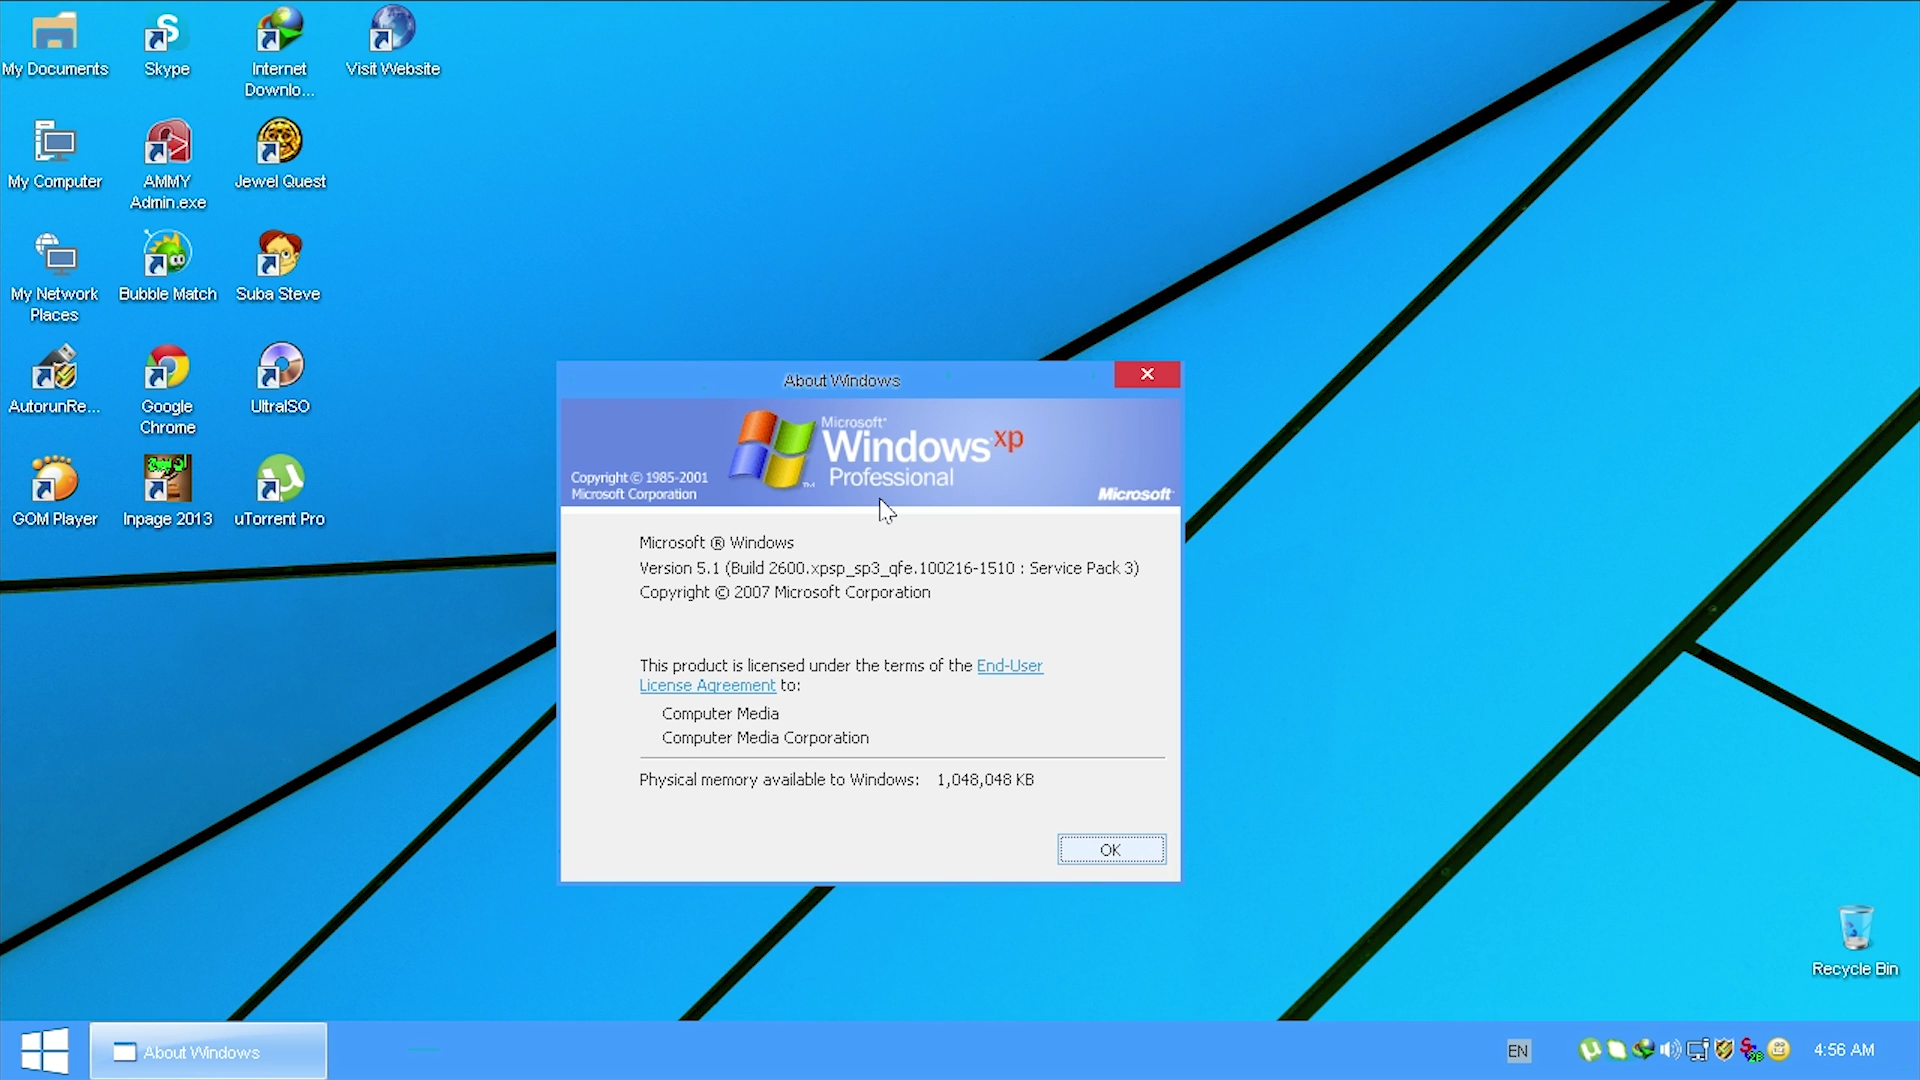 My Documents
Skype
Internet
Downlo...
Visit Website
My Computer
AMMY
Admin.exe
Jewel Quest
My Network
Places
Bubble Match
Suba Steve
AutorunRe...
Google
Chrome
UltraISO
GOM Player
Inpage 2013
uTorrent Pro
About Windows
Microsoft®
Windows xp
Professional
TM
Copyright © 1985-2001
Microsoft Corporation
Microsoft
Microsoft ® Windows
Version 5.1 (Build 2600.xpsp_sp3_qfe.100216-1510 : Service Pack 3)
Copyright © 2007 Microsoft Corporation
This product is licensed under the terms of the End-User
License Agreement to:
Computer Media
Computer Media Corporation
Physical memory available to Windows: 1,048,048 KB
OK
Recycle Bin
About Windows
EN
4:56 AM